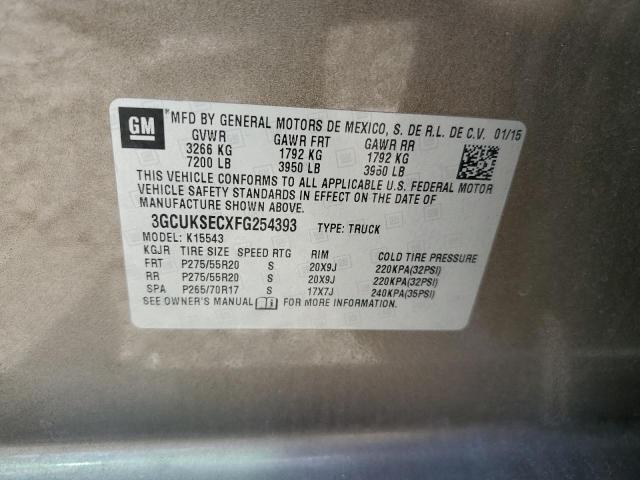 GM
MFD BY GENERAL MOTORS DE MEXICO, S. DE R.L. DE C.V. 01/15
GVWR GAWR FRT GAWR RR
3266 KG 1792 KG 1792 KG
7200 LB 3950 LB 3950 LB
THIS VEHICLE CONFORMS TO ALL APPLICABLE U.S. FEDERAL MOTOR
VEHICLE SAFETY STANDARDS IN EFFECT ON THE DATE OF
MANUFACTURE SHOWN ABOVE.
3GCUKSECXFG254393 TYPE: TRUCK
MODEL: K15543
KGJR TIRE SIZE SPEED RTG RIM COLD TIRE PRESSURE
FRT P275/55R20 S 20X9J 220KPA(32PSI)
RR P275/55R20 S 20X9J 220KPA(32PSI)
SPA P265/70R17 S 17X7J 240KPA(35PSI)
SEE OWNER'S MANUAL i FOR MORE INFORMATION.